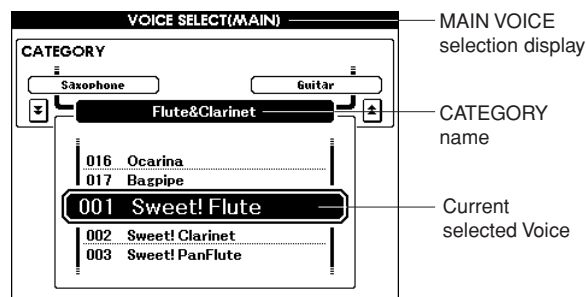 VOICE SELECT(MAIN)
MAIN VOICE
selection display
CATEGORY
Saxophone
Guitar
Flute&Clarinet
CATEGORY
name
016 Ocarina
017 Bagpipe
001 Sweet! Flute
Current
selected Voice
002 Sweet! Clarinet
003 Sweet! PanFlute